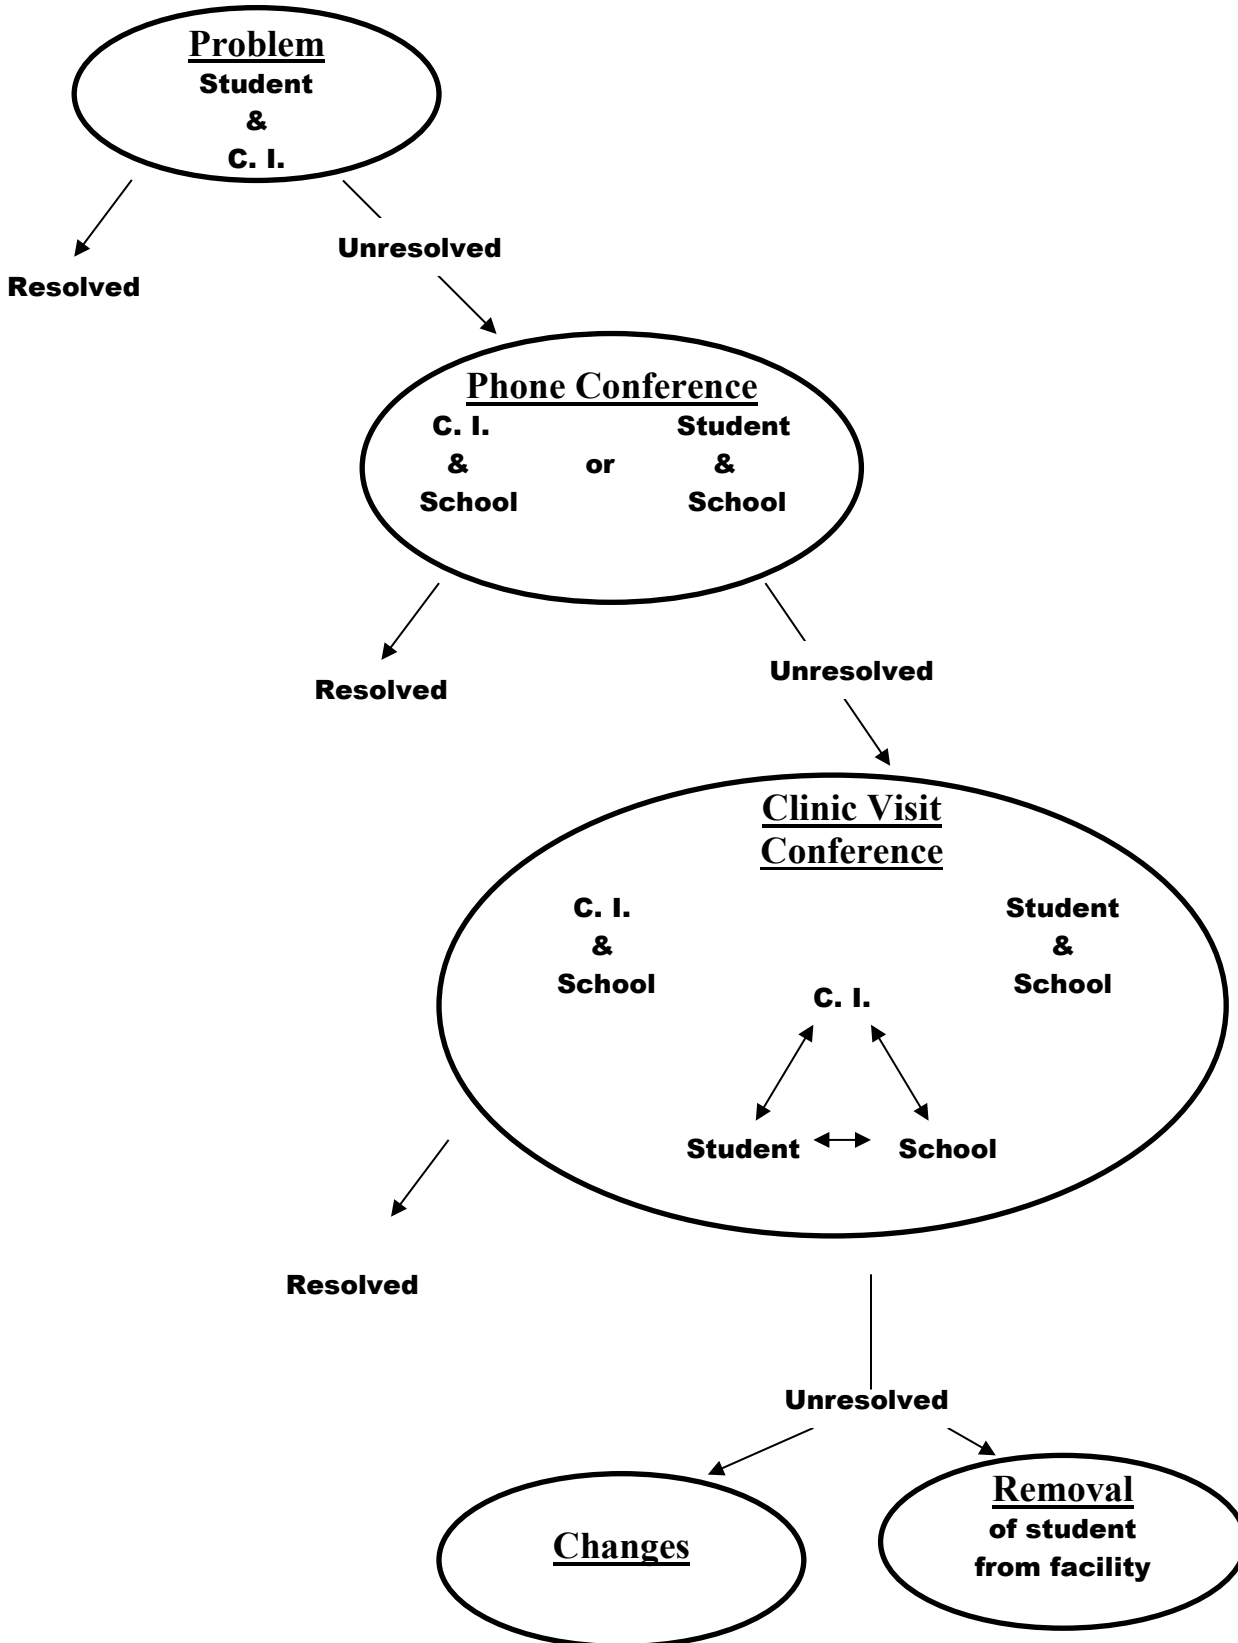 Problem
Student
&
C. I.
Unresolved
Resolved
Phone Conference
C. I. Student
& or &
School School
Resolved
Unresolved
Clinic Visit
Conference
C. I. Student
& &
School School
C. I.
Student School
Resolved
Unresolved
Changes
Removal
of student
from facility